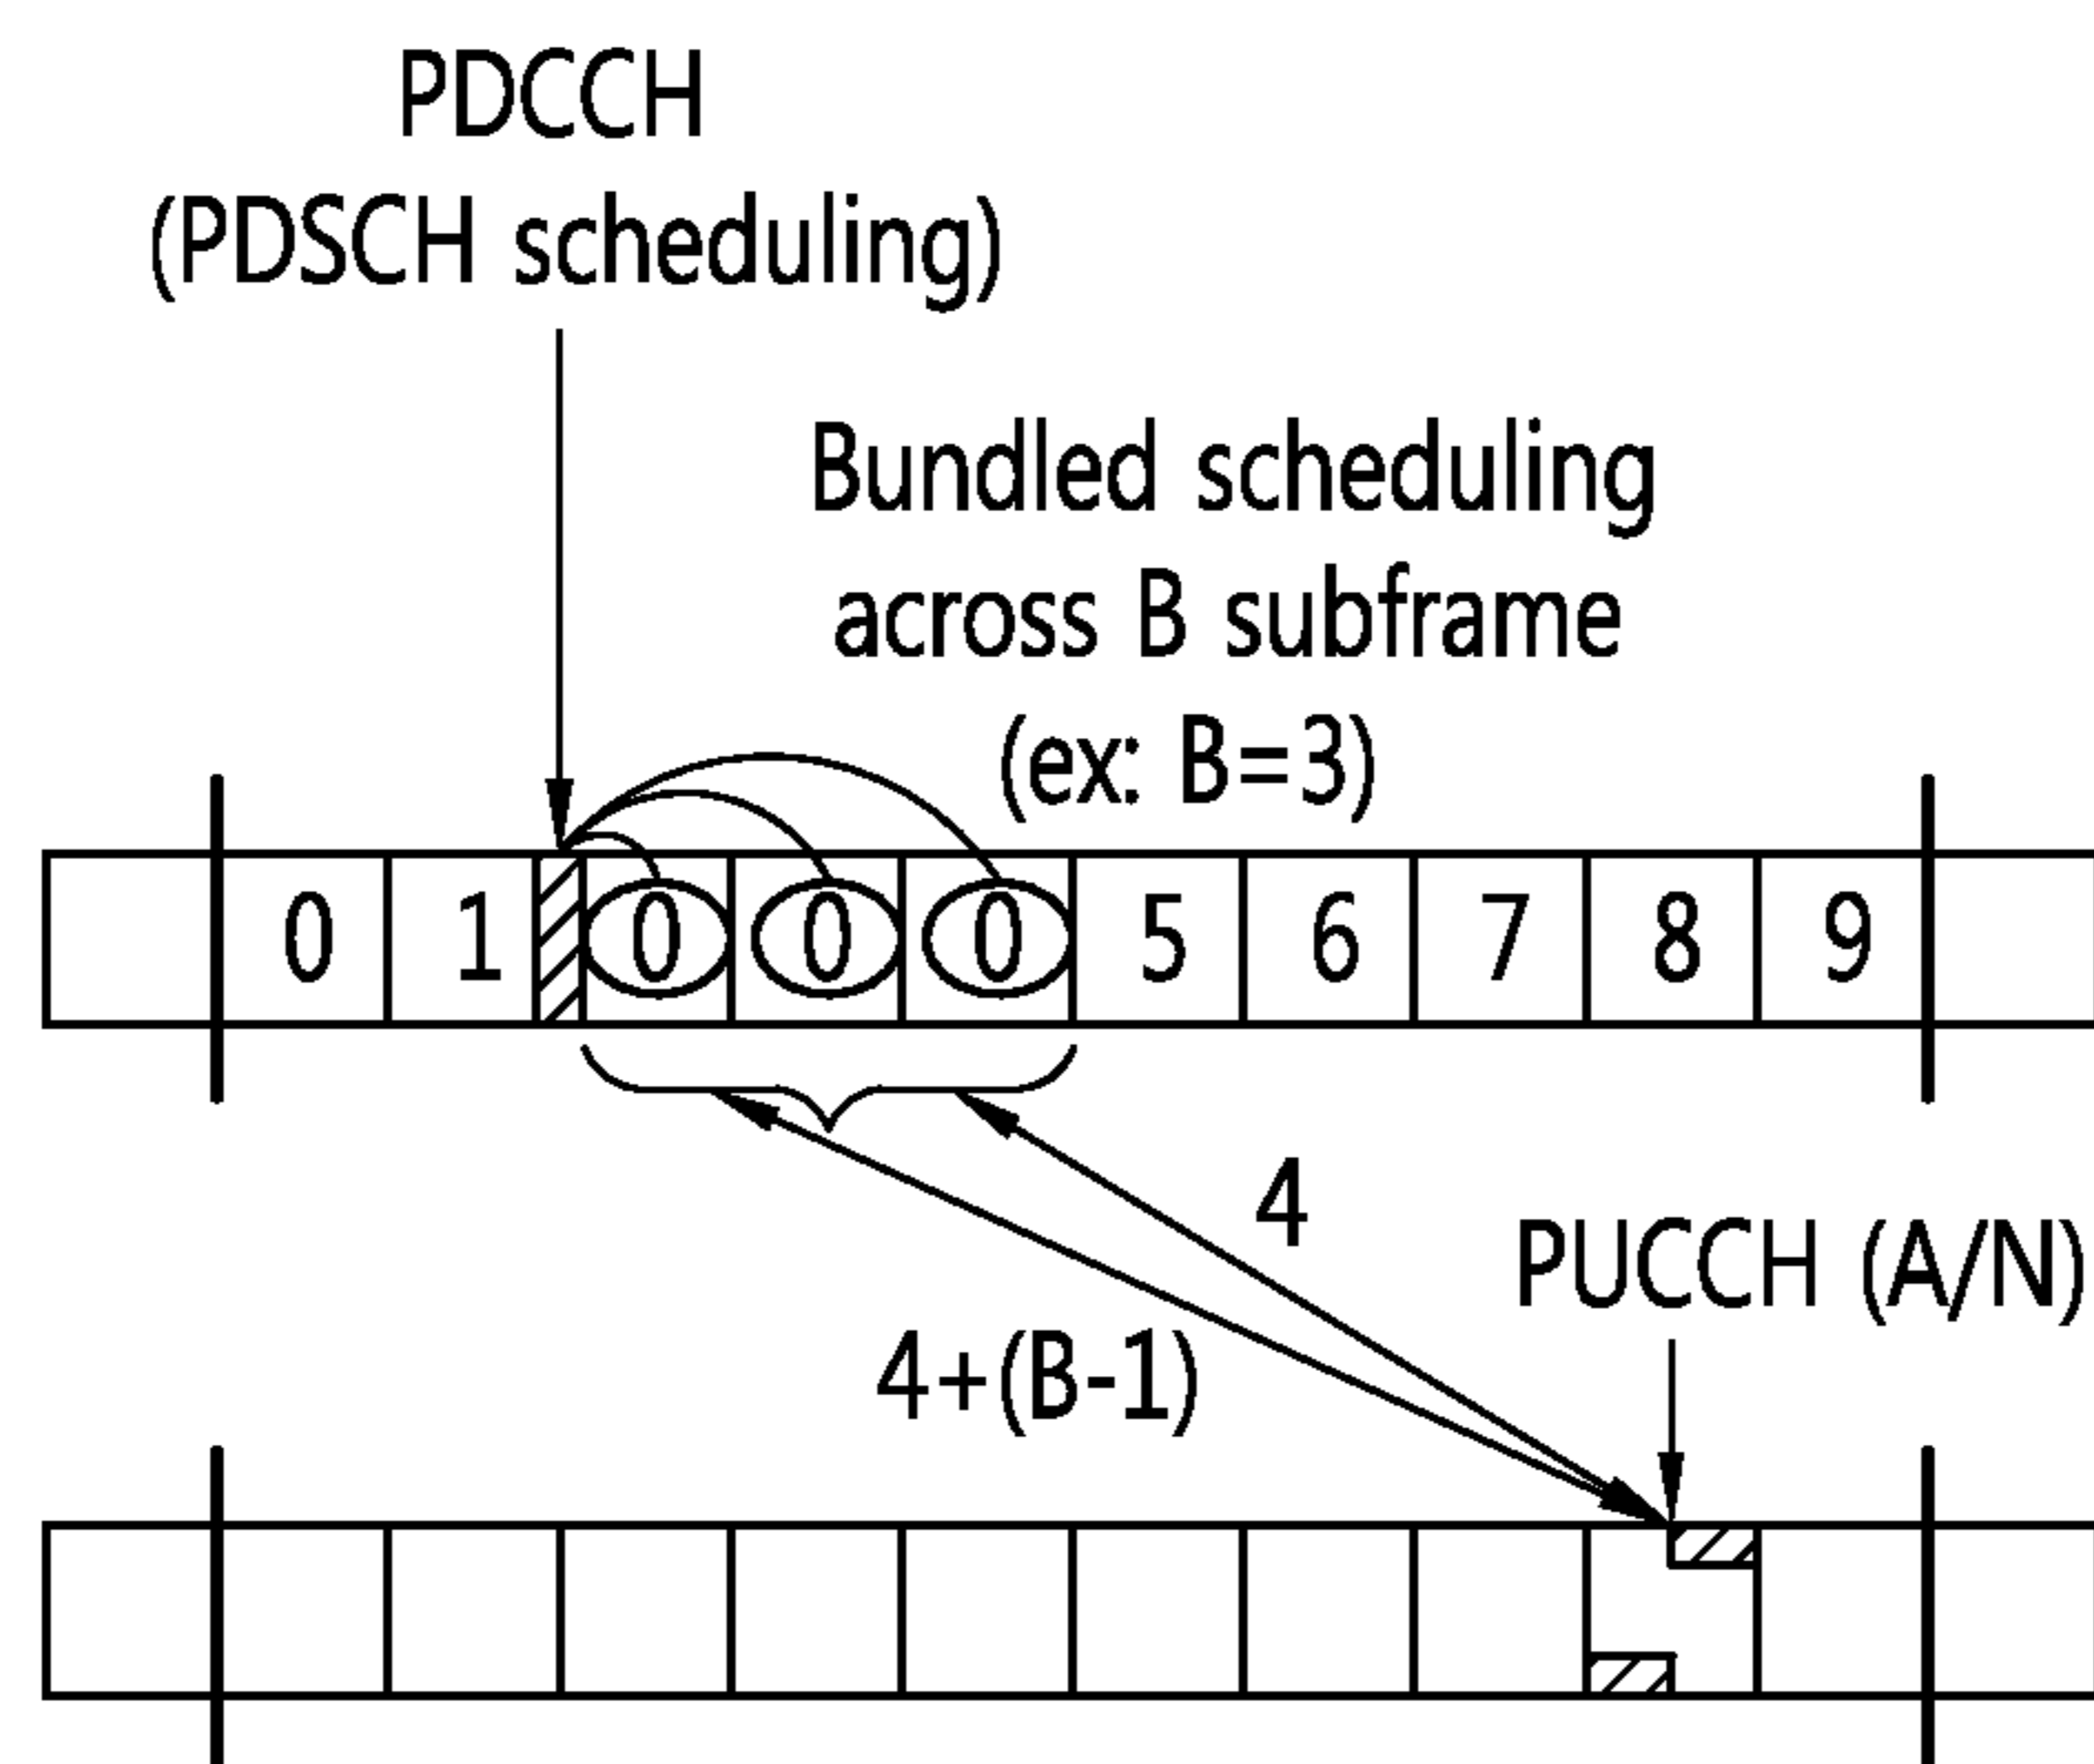 PDCCH
(PDSCH scheduling)
Bundled scheduling
across B subframe
(ex: B=3)
0 1 0 0 0 5 6 7 8 9
4
PUCCH (A/N)
4+(B-1)